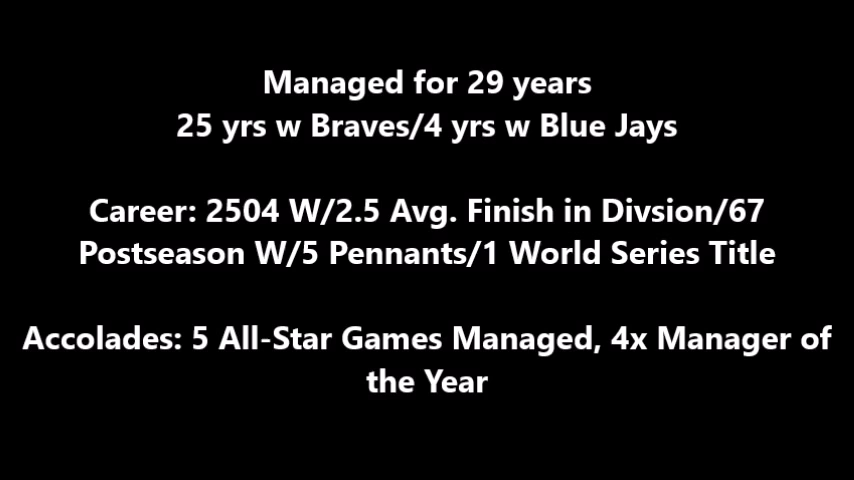 Managed for 29 years
25 yrs w Braves/4 yrs w Blue Jays
Career: 2504 W/2.5 Avg. Finish in Divsion/67
Postseason W/5 Pennants/1 World Series Title
Accolades: 5 All-Star Games Managed, 4x Manager of
the Year